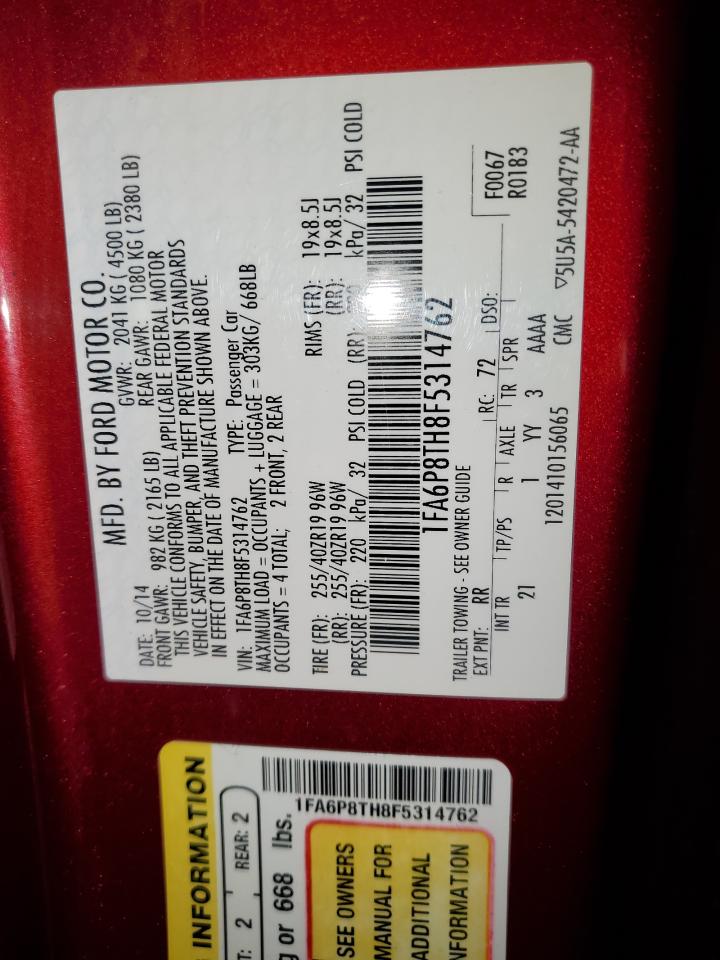 MFD. BY FORD MOTOR CO.
DATE: 10/14 GVWR: 2041 KG ( 4500 LB)
FRONT GAWR: 982 KG ( 2165 LB) REAR GAWR: 1080 KG ( 2380 LB)
THIS VEHICLE CONFORMS TO ALL APPLICABLE FEDERAL MOTOR
VEHICLE SAFETY, BUMPER, AND THEFT PREVENTION STANDARDS
IN EFFECT ON THE DATE OF MANUFACTURE SHOWN ABOVE.
VIN: 1FA6P8TH8F5314762 TYPE: Passenger Car
MAXIMUM LOAD = OCCUPANTS + LUGGAGE = 303KG/ 668LB
OCCUPANTS = 4 TOTAL; 2 FRONT, 2 REAR
TIRE (FR): 255/40ZR19 96W RIMS (FR): 19x8.5J
(RR): 255/40ZR19 96W (RR): 19x8.5J
PRESSURE (FR): 220 kPa/ 32 PSI COLD (RR): kPa/ 32 PSI COLD
1FA6P8TH8F5314762
TRAILER TOWING - SEE OWNER GUIDE
EXT PNT: RR RC: 72 DSO: F0067
R0183
INT TR TP/PS R AXLE TR SPR
21 1 YY 3 AAAA
1201410156065 CMC ▽5U5A-5420472-AA
INFORMATION
T: 2 REAR: 2
g or 668 lbs.
1FA6P8TH8F5314762
SEE OWNERS
MANUAL FOR
ADDITIONAL
NFORMATION